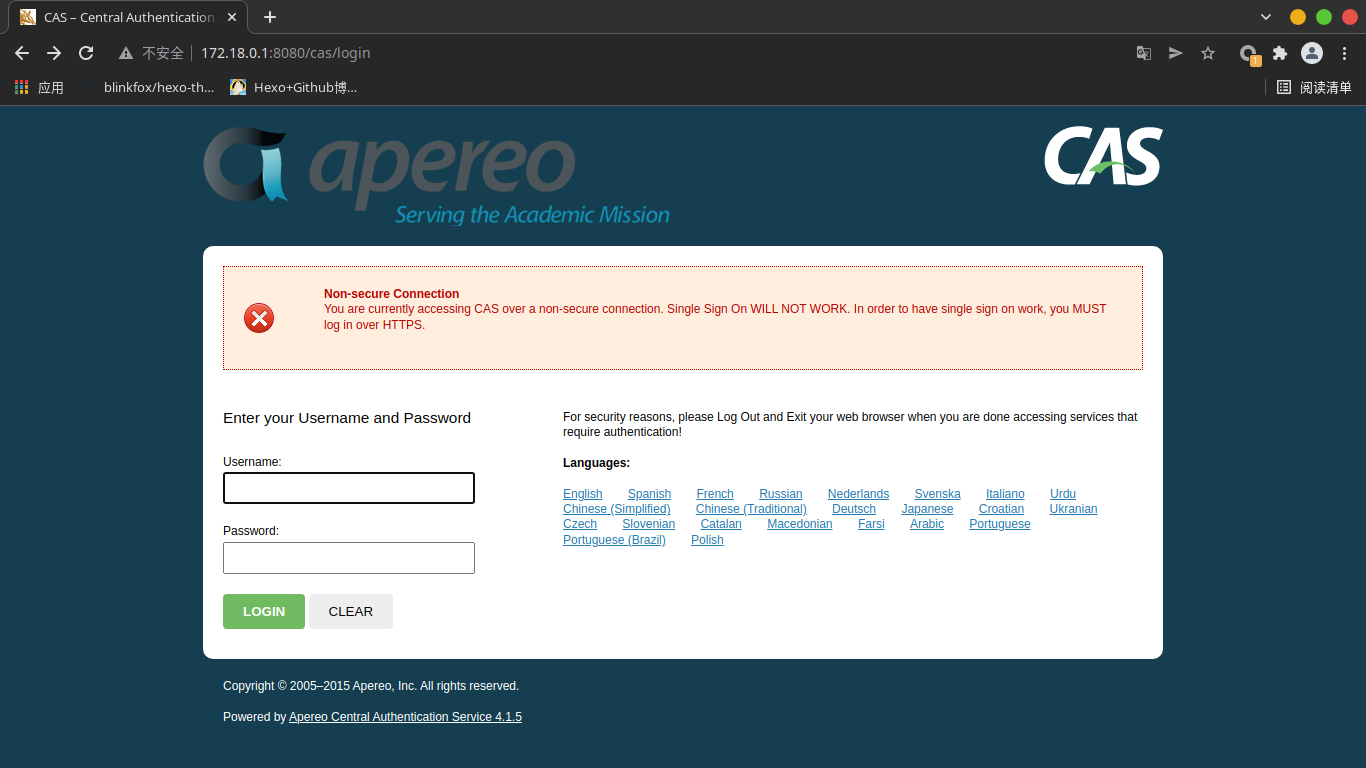 CAS – Central Authentication
不安全 172.18.0.1:8080/cas/login
1
应用 blinkfox/hexo-th... Hexo+Github博... 阅读清单
apereo
Serving the Academic Mission
CAS
Non-secure Connection
You are currently accessing CAS over a non-secure connection. Single Sign On WILL NOT WORK. In order to have single sign on work, you MUST
log in over HTTPS.
Enter your Username and Password
Username:
Password:
LOGIN CLEAR
For security reasons, please Log Out and Exit your web browser when you are done accessing services that
require authentication!
Languages:
English Spanish French Russian Nederlands Svenska Italiano Urdu
Chinese (Simplified) Chinese (Traditional) Deutsch Japanese Croatian Ukranian
Czech Slovenian Catalan Macedonian Farsi Arabic Portuguese
Portuguese (Brazil) Polish
Copyright © 2005–2015 Apereo, Inc. All rights reserved.
Powered by Apereo Central Authentication Service 4.1.5